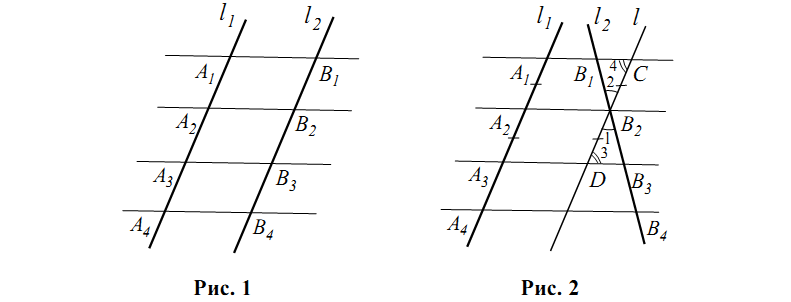 l1 l2
A1 B1
A2 B2
A3 B3
A4 B4
Рис. 1
l1 l2 l
A1 B1 4 2 C
A2 B2
1 3
A3 D B3
A4 B4
Рис. 2